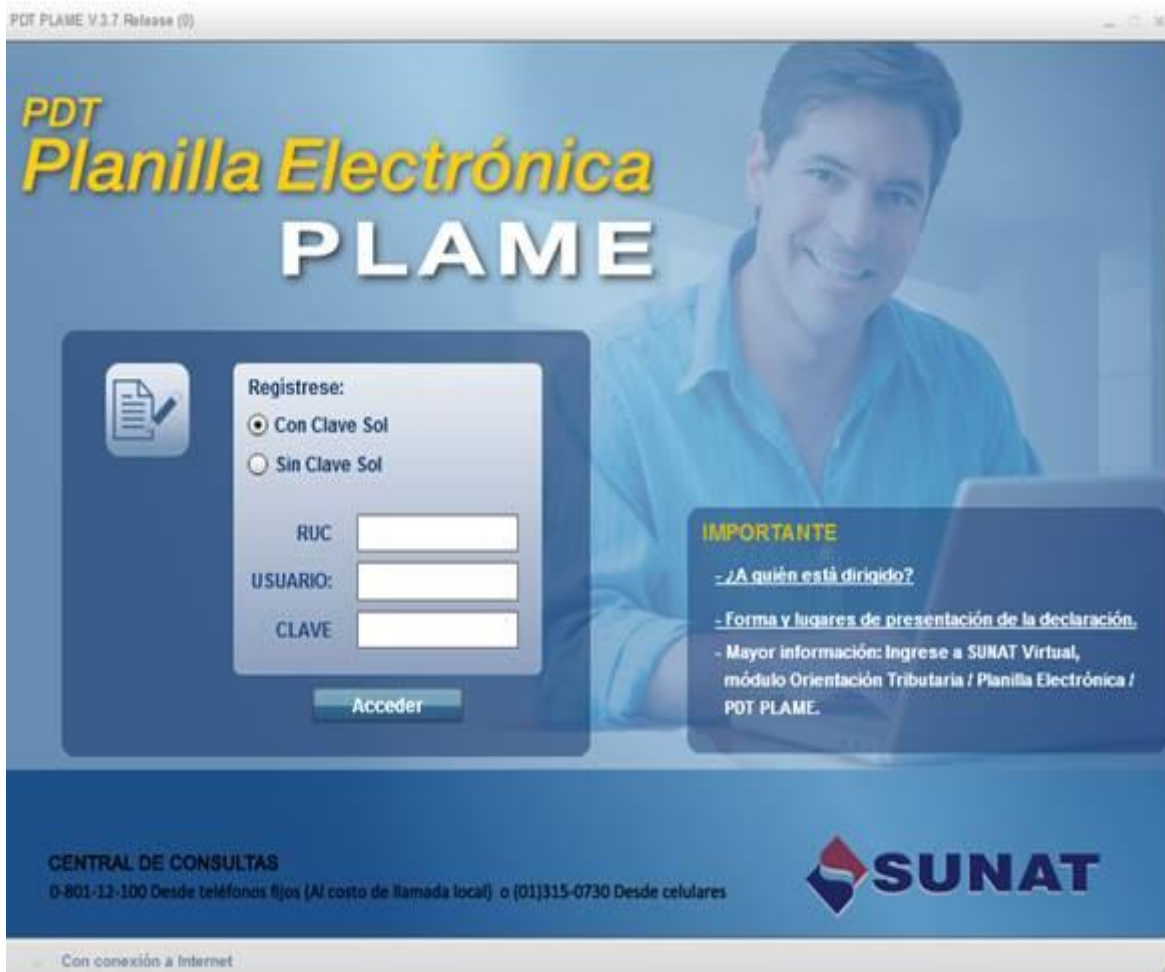 PDT PLAME V.3.7 Release (0)
PDT
Planilla Electrónica
PLAME
Registrese:
Con Clave Sol
Sin Clave Sol
RUC
USUARIO:
CLAVE
Acceder
IMPORTANTE
- ¿A quién está dirigido?
- Forma y lugares de presentación de la declaración.
- Mayor información: Ingrese a SUNAT Virtual,
módulo Orientación Tributaria / Planilla Electrónica /
PDT PLAME.
CENTRAL DE CONSULTAS
0-801-12-100 Desde teléfonos fijos (Al costo de llamada local) o (01)315-0730 Desde celulares
SUNAT
Con conexión a Internet